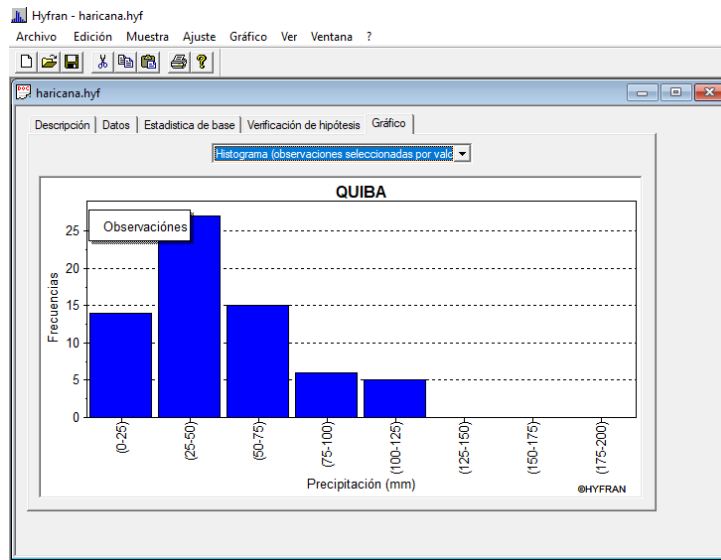 Hyfran - haricana.hyf
Archivo Edición Muestra Ajuste Gráfico Ver Ventana ?
haricana.hyf
Descripción Datos Estadistica de base Verificación de hipótesis Gráfico
Histograma (observaciones seleccionadas por valo
QUIBA
Observaciónes
25
20
15
10
5
0
Frecuencias
(0-25) (25-50) (50-75) (75-100) (100-125) (125-150) (150-175) (175-200)
Precipitación (mm)
©HYFRAN